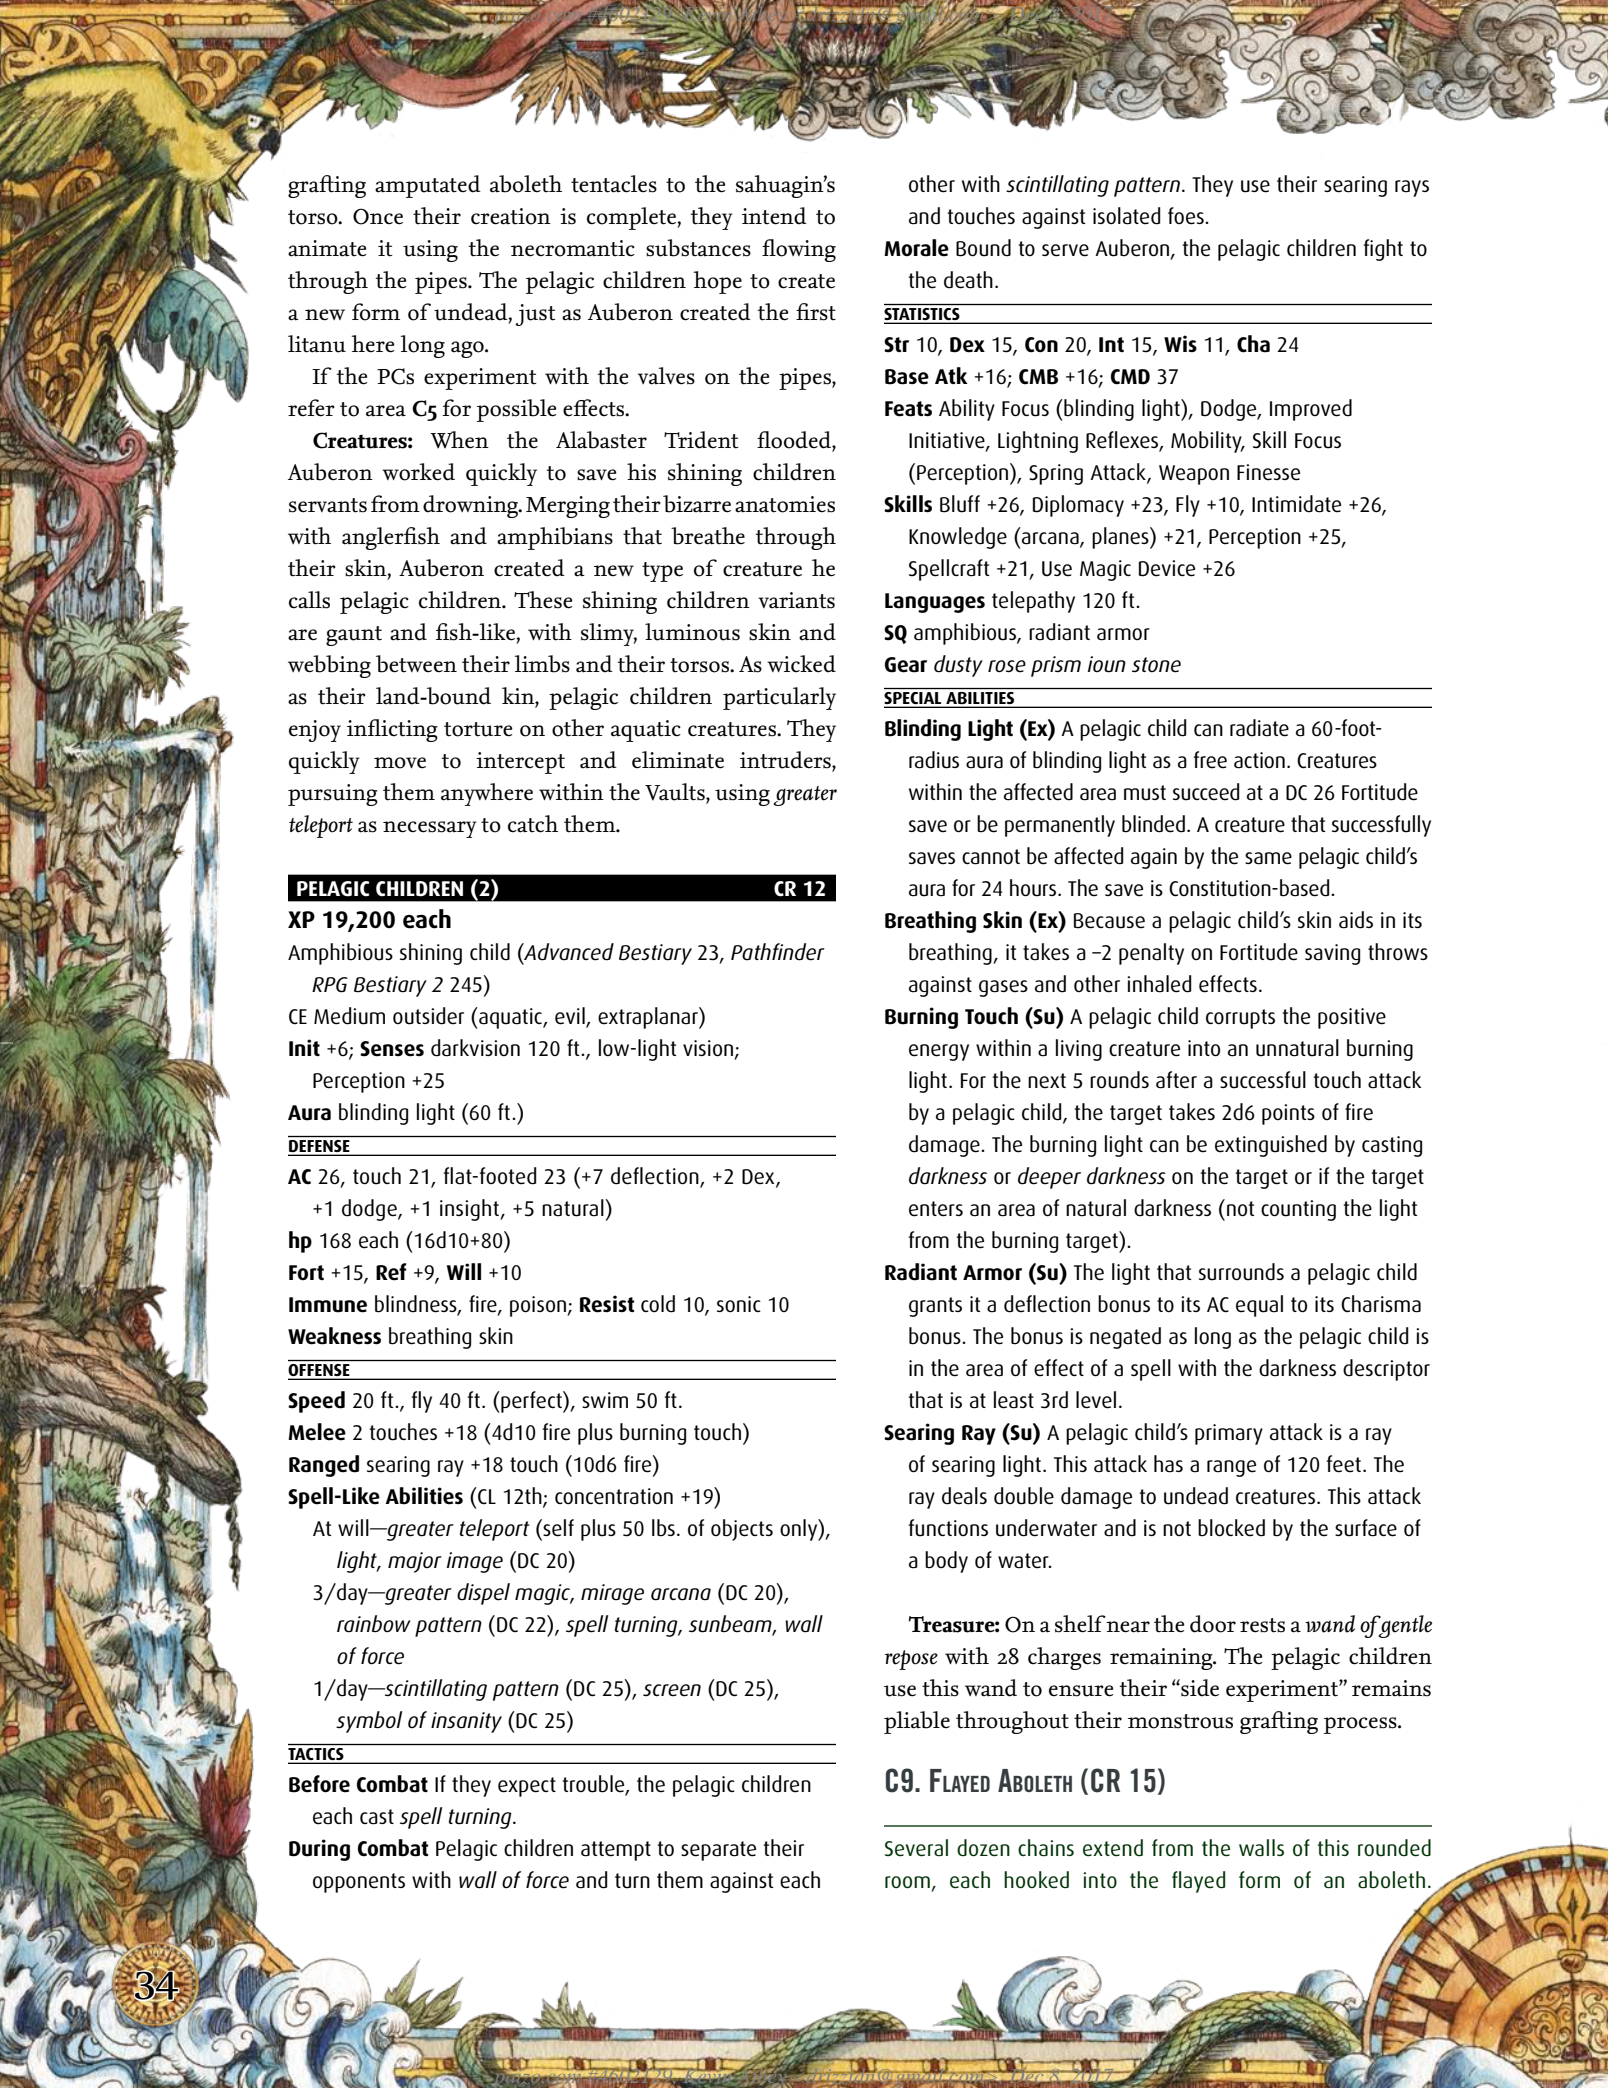 grafting amputated aboleth tentacles to the sahuagin's
torso. Once their creation is complete, they intend to
animate it using the necromantic substances flowing
through the pipes. The pelagic children hope to create
a new form of undead, just as Auberon created the first
litanu here long ago.
If the PCs experiment with the valves on the pipes,
refer to area C5 for possible effects.
Creatures: When the Alabaster Trident flooded,
Auberon worked quickly to save his shining children
servants from drowning. Merging their bizarre anatomies
with anglerfish and amphibians that breathe through
their skin, Auberon created a new type of creature he
calls pelagic children. These shining children variants
are gaunt and fish-like, with slimy, luminous skin and
webbing between their limbs and their torsos. As wicked
as their land-bound kin, pelagic children particularly
enjoy inflicting torture on other aquatic creatures. They
quickly move to intercept and eliminate intruders,
pursuing them anywhere within the Vaults, using greater
teleport as necessary to catch them.
PELAGIC CHILDREN (2) CR 12
XP 19,200 each
Amphibious shining child (Advanced Bestiary 23, Pathfinder
RPG Bestiary 2 245)
CE Medium outsider (aquatic, evil, extraplanar)
Init +6; Senses darkvision 120 ft., low-light vision;
Perception +25
Aura blinding light (60 ft.)
DEFENSE
AC 26, touch 21, flat-footed 23 (+7 deflection, +2 Dex,
+1 dodge, +1 insight, +5 natural)
hp 168 each (16d10+80)
Fort +15, Ref +9, Will +10
Immune blindness, fire, poison; Resist cold 10, sonic 10
Weakness breathing skin
OFFENSE
Speed 20 ft., fly 40 ft. (perfect), swim 50 ft.
Melee 2 touches +18 (4d10 fire plus burning touch)
Ranged searing ray +18 touch (10d6 fire)
Spell-Like Abilities (CL 12th; concentration +19)
At will—greater teleport (self plus 50 lbs. of objects only),
light, major image (DC 20)
3/day—greater dispel magic, mirage arcana (DC 20),
rainbow pattern (DC 22), spell turning, sunbeam, wall
of force
1/day—scintillating pattern (DC 25), screen (DC 25),
symbol of insanity (DC 25)
TACTICS
Before Combat If they expect trouble, the pelagic children
each cast spell turning.
During Combat Pelagic children attempt to separate their
opponents with wall of force and turn them against each
other with scintillating pattern. They use their searing rays
and touches against isolated foes.
Morale Bound to serve Auberon, the pelagic children fight to
the death.
STATISTICS
Str 10, Dex 15, Con 20, Int 15, Wis 11, Cha 24
Base Atk +16; CMB +16; CMD 37
Feats Ability Focus (blinding light), Dodge, Improved
Initiative, Lightning Reflexes, Mobility, Skill Focus
(Perception), Spring Attack, Weapon Finesse
Skills Bluff +26, Diplomacy +23, Fly +10, Intimidate +26,
Knowledge (arcana, planes) +21, Perception +25,
Spellcraft +21, Use Magic Device +26
Languages telepathy 120 ft.
SQ amphibious, radiant armor
Gear dusty rose prism ioun stone
SPECIAL ABILITIES
Blinding Light (Ex) A pelagic child can radiate a 60-foot-
radius aura of blinding light as a free action. Creatures
within the affected area must succeed at a DC 26 Fortitude
save or be permanently blinded. A creature that successfully
saves cannot be affected again by the same pelagic child's
aura for 24 hours. The save is Constitution-based.
Breathing Skin (Ex) Because a pelagic child's skin aids in its
breathing, it takes a –2 penalty on Fortitude saving throws
against gases and other inhaled effects.
Burning Touch (Su) A pelagic child corrupts the positive
energy within a living creature into an unnatural burning
light. For the next 5 rounds after a successful touch attack
by a pelagic child, the target takes 2d6 points of fire
damage. The burning light can be extinguished by casting
darkness or deeper darkness on the target or if the target
enters an area of natural darkness (not counting the light
from the burning target).
Radiant Armor (Su) The light that surrounds a pelagic child
grants it a deflection bonus to its AC equal to its Charisma
bonus. The bonus is negated as long as the pelagic child is
in the area of effect of a spell with the darkness descriptor
that is at least 3rd level.
Searing Ray (Su) A pelagic child's primary attack is a ray
of searing light. This attack has a range of 120 feet. The
ray deals double damage to undead creatures. This attack
functions underwater and is not blocked by the surface of
a body of water.
Treasure: On a shelf near the door rests a wand of gentle
repose with 28 charges remaining. The pelagic children
use this wand to ensure their “side experiment” remains
pliable throughout their monstrous grafting process.
C9. Flayed Aboleth (CR 15)
Several dozen chains extend from the walls of this rounded
room, each hooked into the flayed form of an aboleth.
34